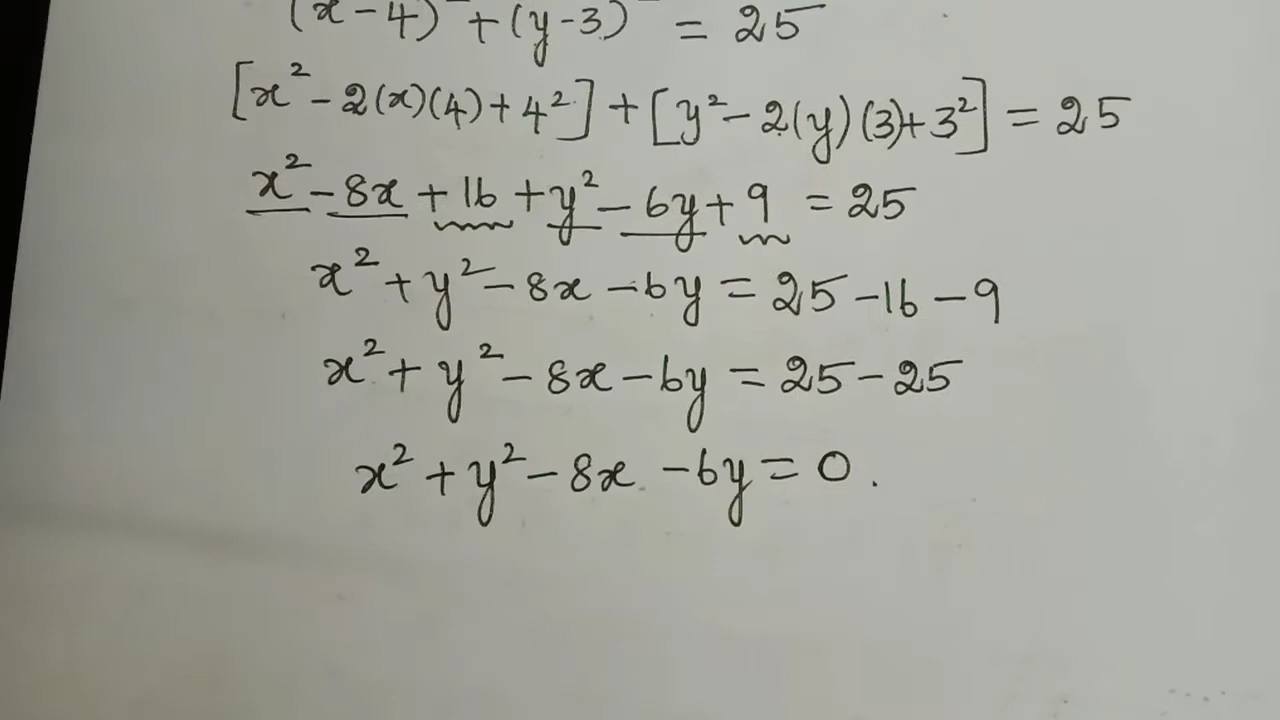 (x-4)² + (y-3)² = 25
[x² - 2(x)(4) + 4²] + [y² - 2(y)(3) + 3²] = 25
x² - 8x + 16 + y² - 6y + 9 = 25
x² + y² - 8x - 6y = 25 - 16 - 9
x² + y² - 8x - 6y = 25 - 25
x² + y² - 8x - 6y = 0.